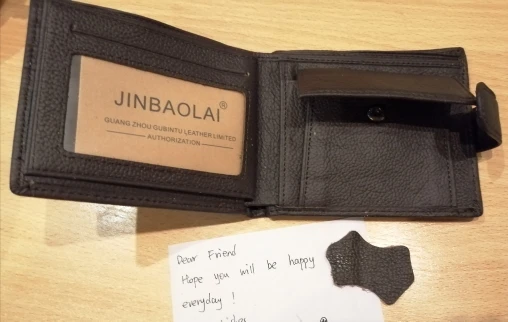 JINBAOLAI®
GUANG ZHOU GUBINTU LEATHER LIMITED
AUTHORIZATION
Dear Friend
Hope you will be happy
everyday !